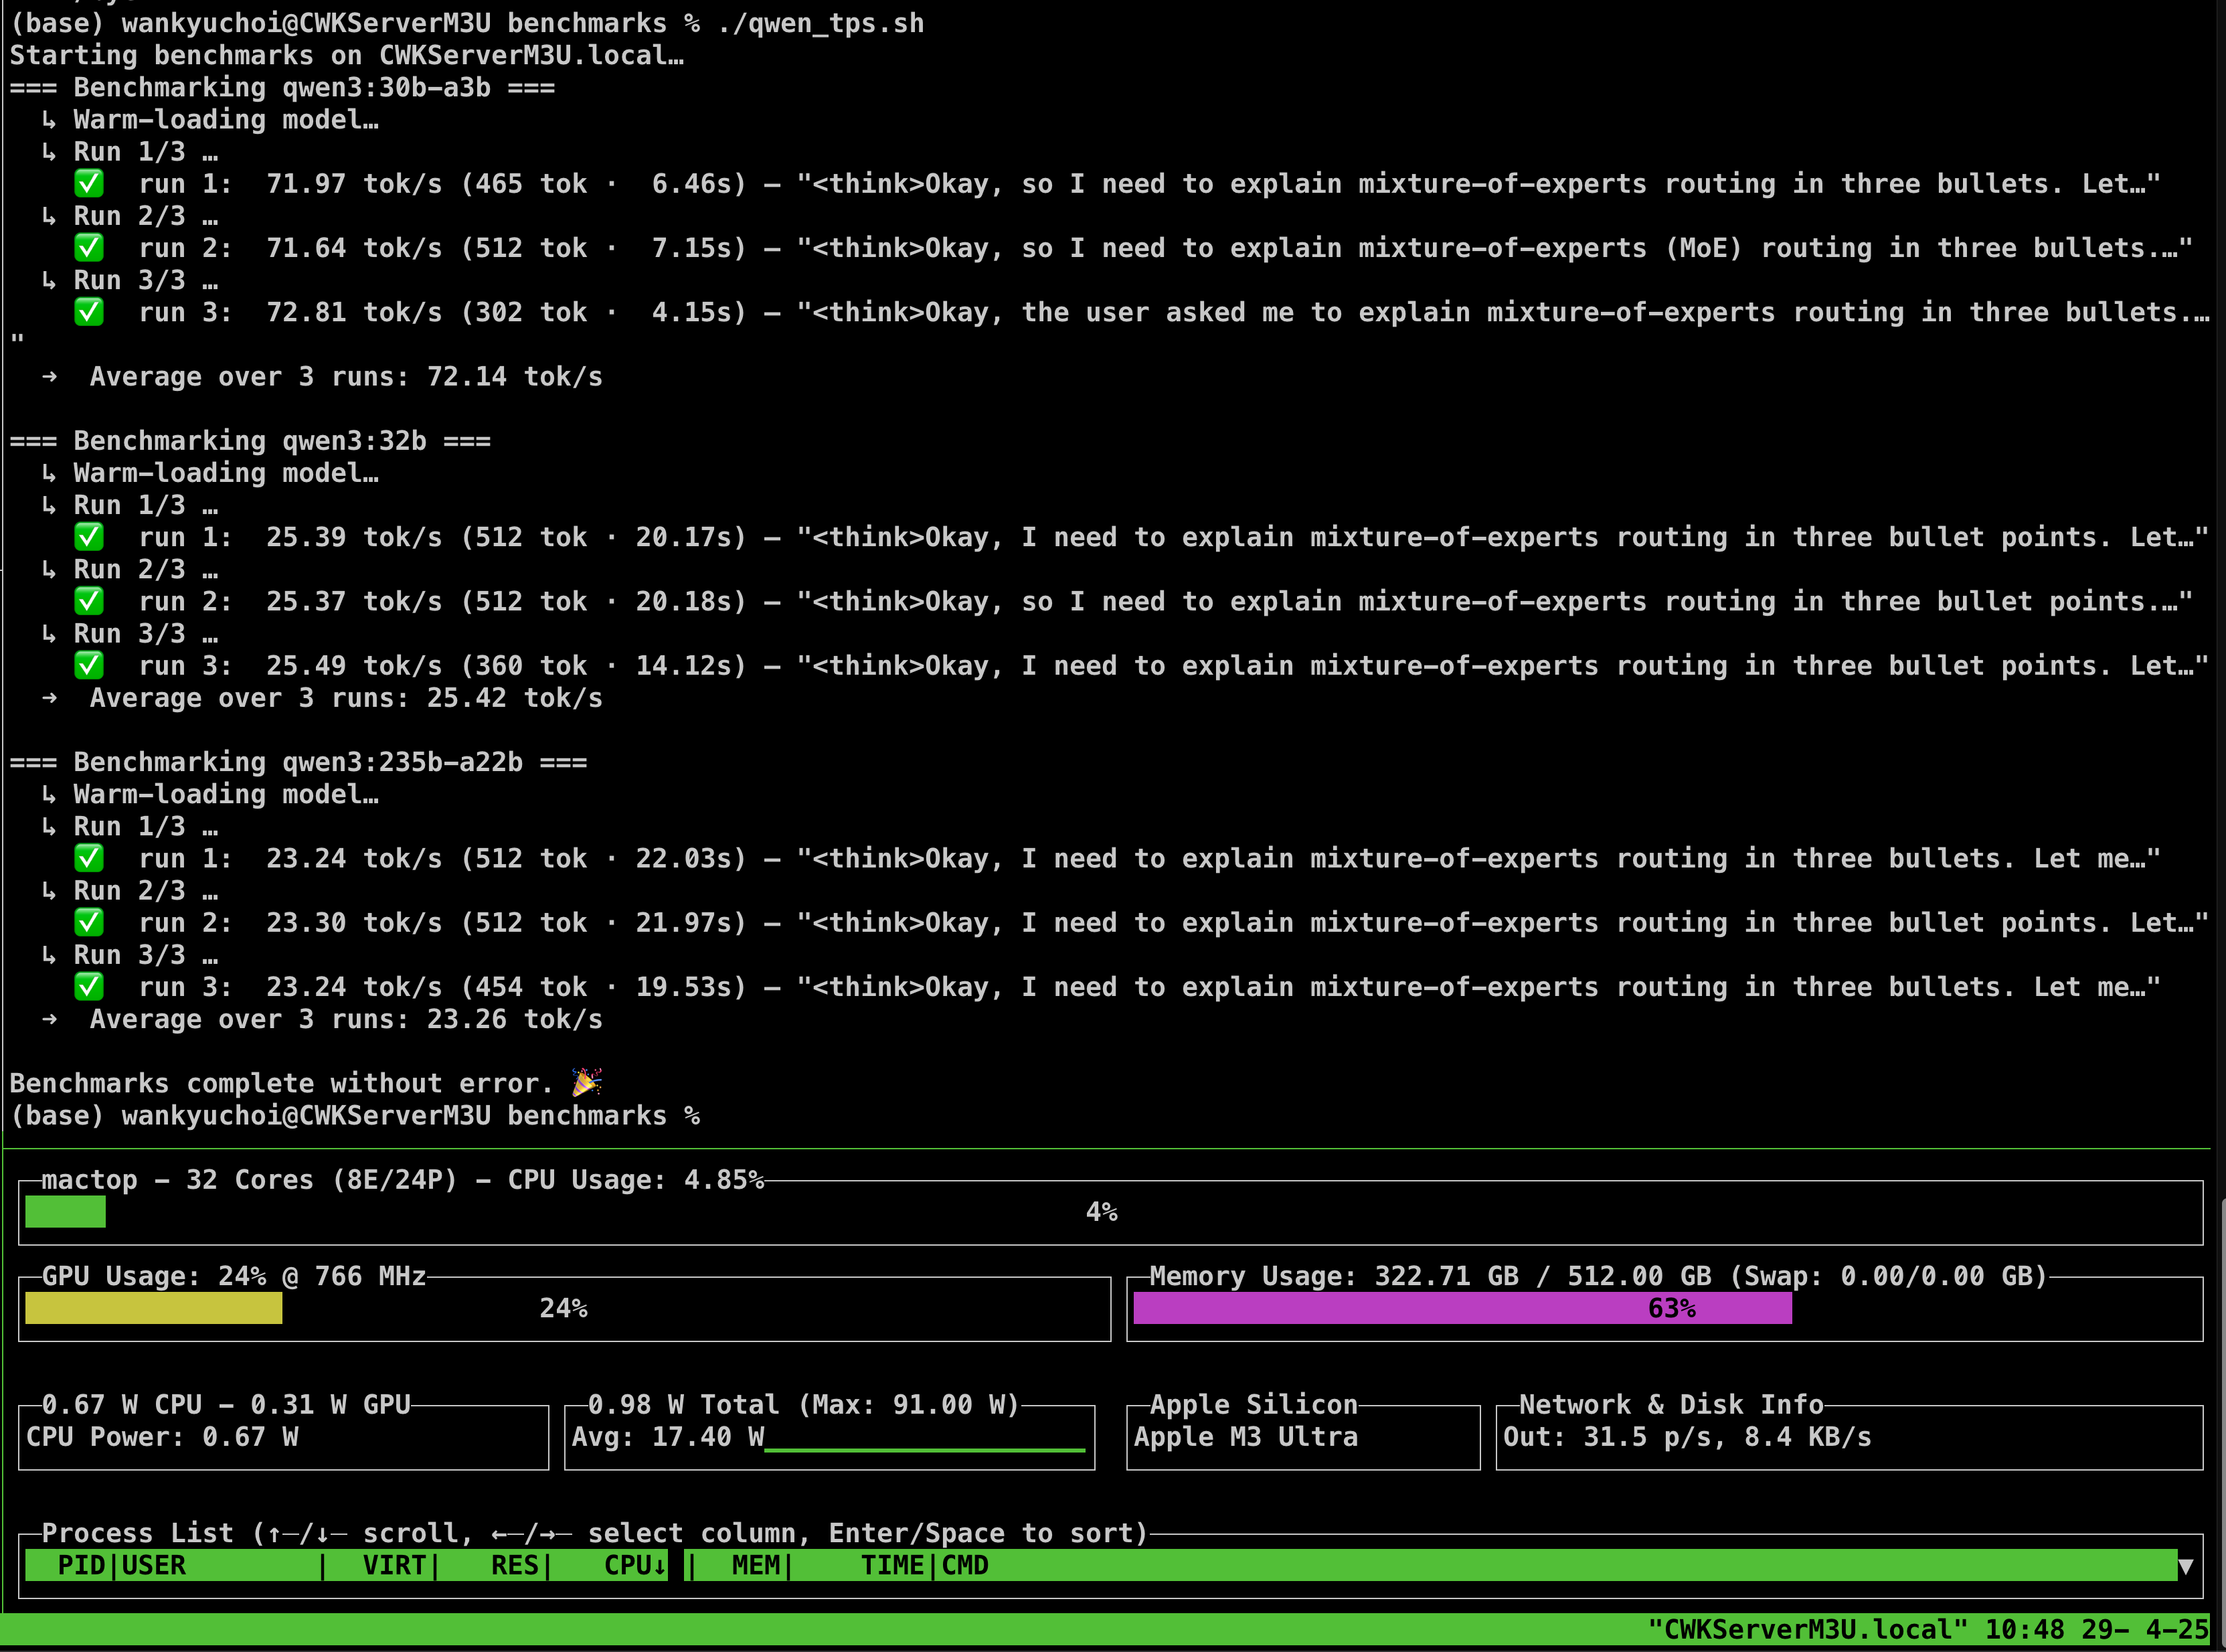 (base) wankyuchoi@CWKServerM3U benchmarks % ./qwen_tps.sh
Starting benchmarks on CWKServerM3U.local…
=== Benchmarking qwen3:30b-a3b ===
↳ Warm-loading model…
↳ Run 1/3 …
✅ run 1: 71.97 tok/s (465 tok · 6.46s) — "<think>Okay, so I need to explain mixture-of-experts routing in three bullets. Let…"
↳ Run 2/3 …
✅ run 2: 71.64 tok/s (512 tok · 7.15s) — "<think>Okay, so I need to explain mixture-of-experts (MoE) routing in three bullets.…"
↳ Run 3/3 …
✅ run 3: 72.81 tok/s (302 tok · 4.15s) — "<think>Okay, the user asked me to explain mixture-of-experts routing in three bullets.…
"
→ Average over 3 runs: 72.14 tok/s
=== Benchmarking qwen3:32b ===
↳ Warm-loading model…
↳ Run 1/3 …
✅ run 1: 25.39 tok/s (512 tok · 20.17s) — "<think>Okay, I need to explain mixture-of-experts routing in three bullet points. Let…"
↳ Run 2/3 …
✅ run 2: 25.37 tok/s (512 tok · 20.18s) — "<think>Okay, so I need to explain mixture-of-experts routing in three bullet points.…"
↳ Run 3/3 …
✅ run 3: 25.49 tok/s (360 tok · 14.12s) — "<think>Okay, I need to explain mixture-of-experts routing in three bullet points. Let…"
→ Average over 3 runs: 25.42 tok/s
=== Benchmarking qwen3:235b-a22b ===
↳ Warm-loading model…
↳ Run 1/3 …
✅ run 1: 23.24 tok/s (512 tok · 22.03s) — "<think>Okay, I need to explain mixture-of-experts routing in three bullets. Let me…"
↳ Run 2/3 …
✅ run 2: 23.30 tok/s (512 tok · 21.97s) — "<think>Okay, I need to explain mixture-of-experts routing in three bullet points. Let…"
↳ Run 3/3 …
✅ run 3: 23.24 tok/s (454 tok · 19.53s) — "<think>Okay, I need to explain mixture-of-experts routing in three bullets. Let me…"
→ Average over 3 runs: 23.26 tok/s
Benchmarks complete without error. 🎉
(base) wankyuchoi@CWKServerM3U benchmarks %
mactop - 32 Cores (8E/24P) - CPU Usage: 4.85%
4%
GPU Usage: 24% @ 766 MHz
24%
Memory Usage: 322.71 GB / 512.00 GB (Swap: 0.00/0.00 GB)
63%
0.67 W CPU - 0.31 W GPU
CPU Power: 0.67 W
0.98 W Total (Max: 91.00 W)
Avg: 17.40 W
Apple Silicon
Apple M3 Ultra
Network & Disk Info
Out: 31.5 p/s, 8.4 KB/s
Process List (↑/↓ scroll, ←/→ select column, Enter/Space to sort)
PID|USER | VIRT| RES| CPU↓ | MEM| TIME|CMD ▼
"CWKServerM3U.local" 10:48 29- 4-25